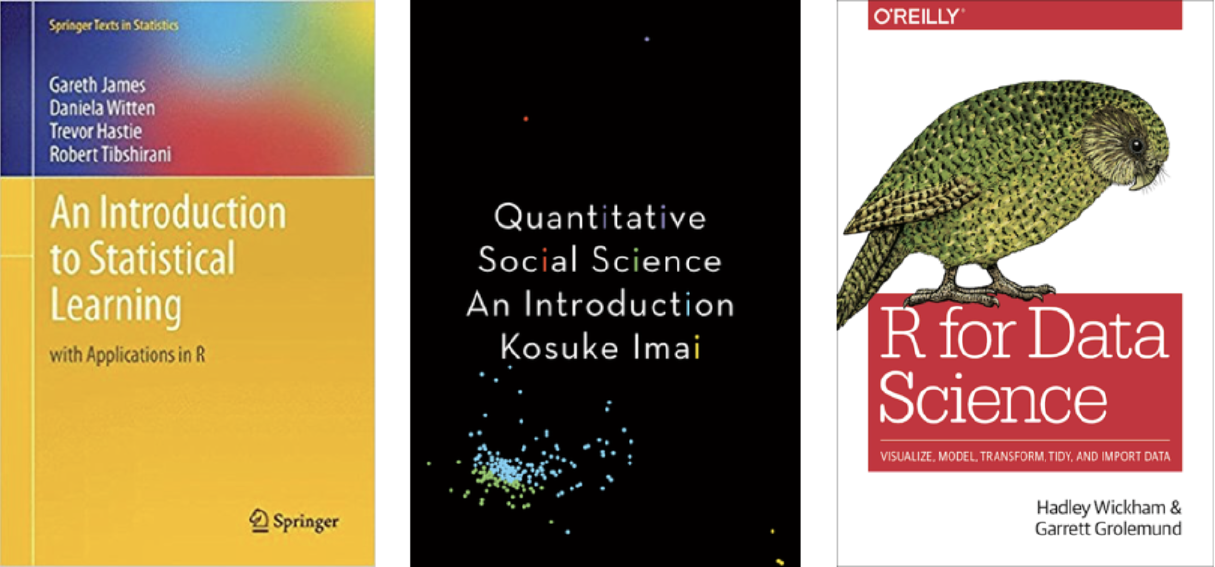 Springer Texts in Statistics
Gareth James
Daniela Witten
Trevor Hastie
Robert Tibshirani
An Introduction
to Statistical
Learning
with Applications in R
Springer
Quantitative
Social Science
An Introduction
Kosuke Imai
O'REILLY®
R for Data
Science
VISUALIZE, MODEL, TRANSFORM, TIDY, AND IMPORT DATA
Hadley Wickham &
Garrett Grolemund